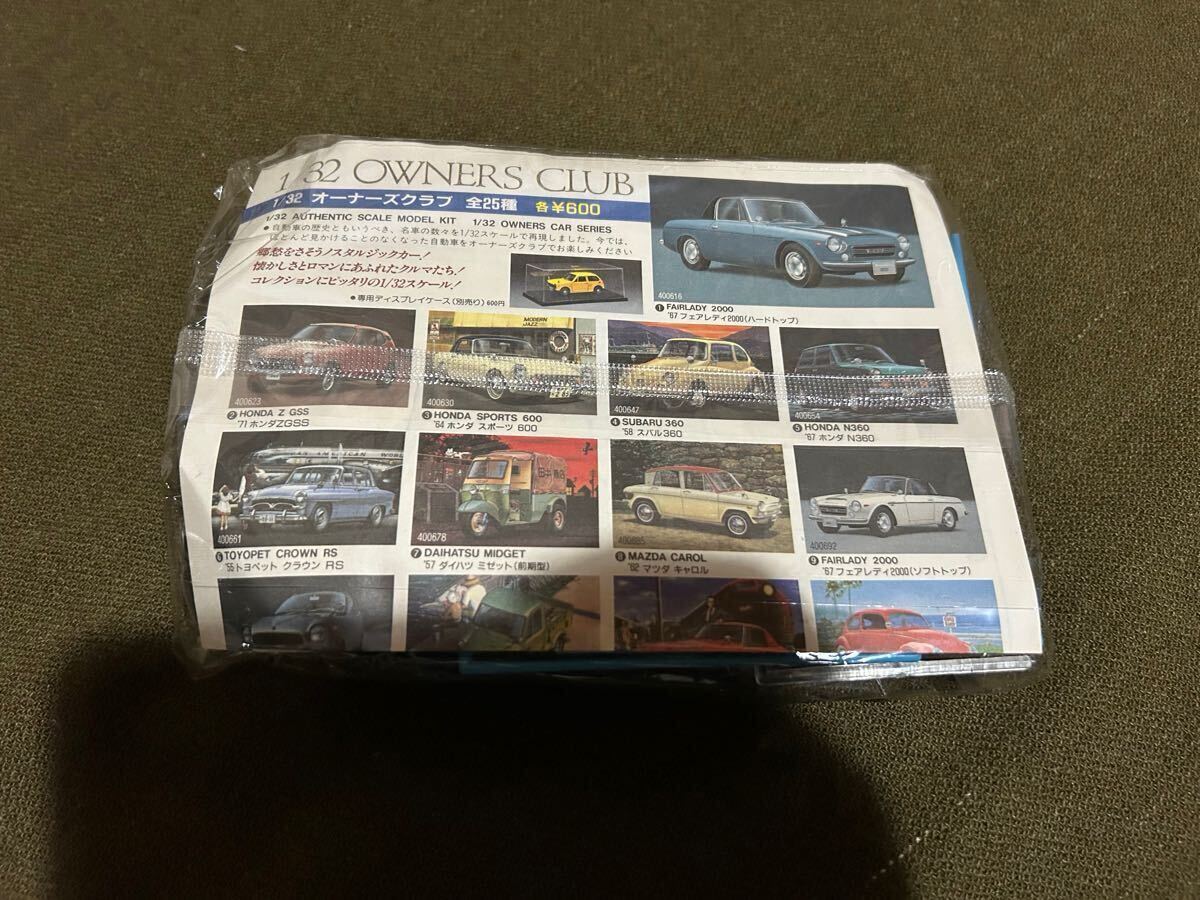 1/32 OWNERS CLUB
1/32 オーナーズクラブ 全25種 各¥600
1/32 AUTHENTIC SCALE MODEL KIT 1/32 OWNERS CAR SERIES
●自動車の歴史ともいうべき、名車の数々を1/32スケールで再現しました。今では、
ほとんど見かけることのなくなった自動車をオーナーズクラブでお楽しみください
郷愁をさそうノスタルジックカー!
懐かしさとロマンにあふれたクルマたち!
コレクションにピッタリの1/32スケール!
●専用ディスプレイケース(別売り)600円
400616
❶ FAIRLADY 2000
'67 フェアレディ2000(ハードトップ)
400623
❷ HONDA Z GSS
'71 ホンダZGSS
MODERN
JAZZ
400630
❸ HONDA SPORTS 600
'64 ホンダ スポーツ 600
400647
❹ SUBARU 360
'58 スバル360
400654
❺ HONDA N360
'67 ホンダ N360
PAN AMERICAN WORL
400661
❻ TOYOPET CROWN RS
'55 トヨペット クラウン RS
400678
❼ DAIHATSU MIDGET
'57 ダイハツ ミゼット(前期型)
400685
❽ MAZDA CAROL
'62 マツダ キャロル
400692
❾ FAIRLADY 2000
'67 フェアレディ2000(ソフトトップ)